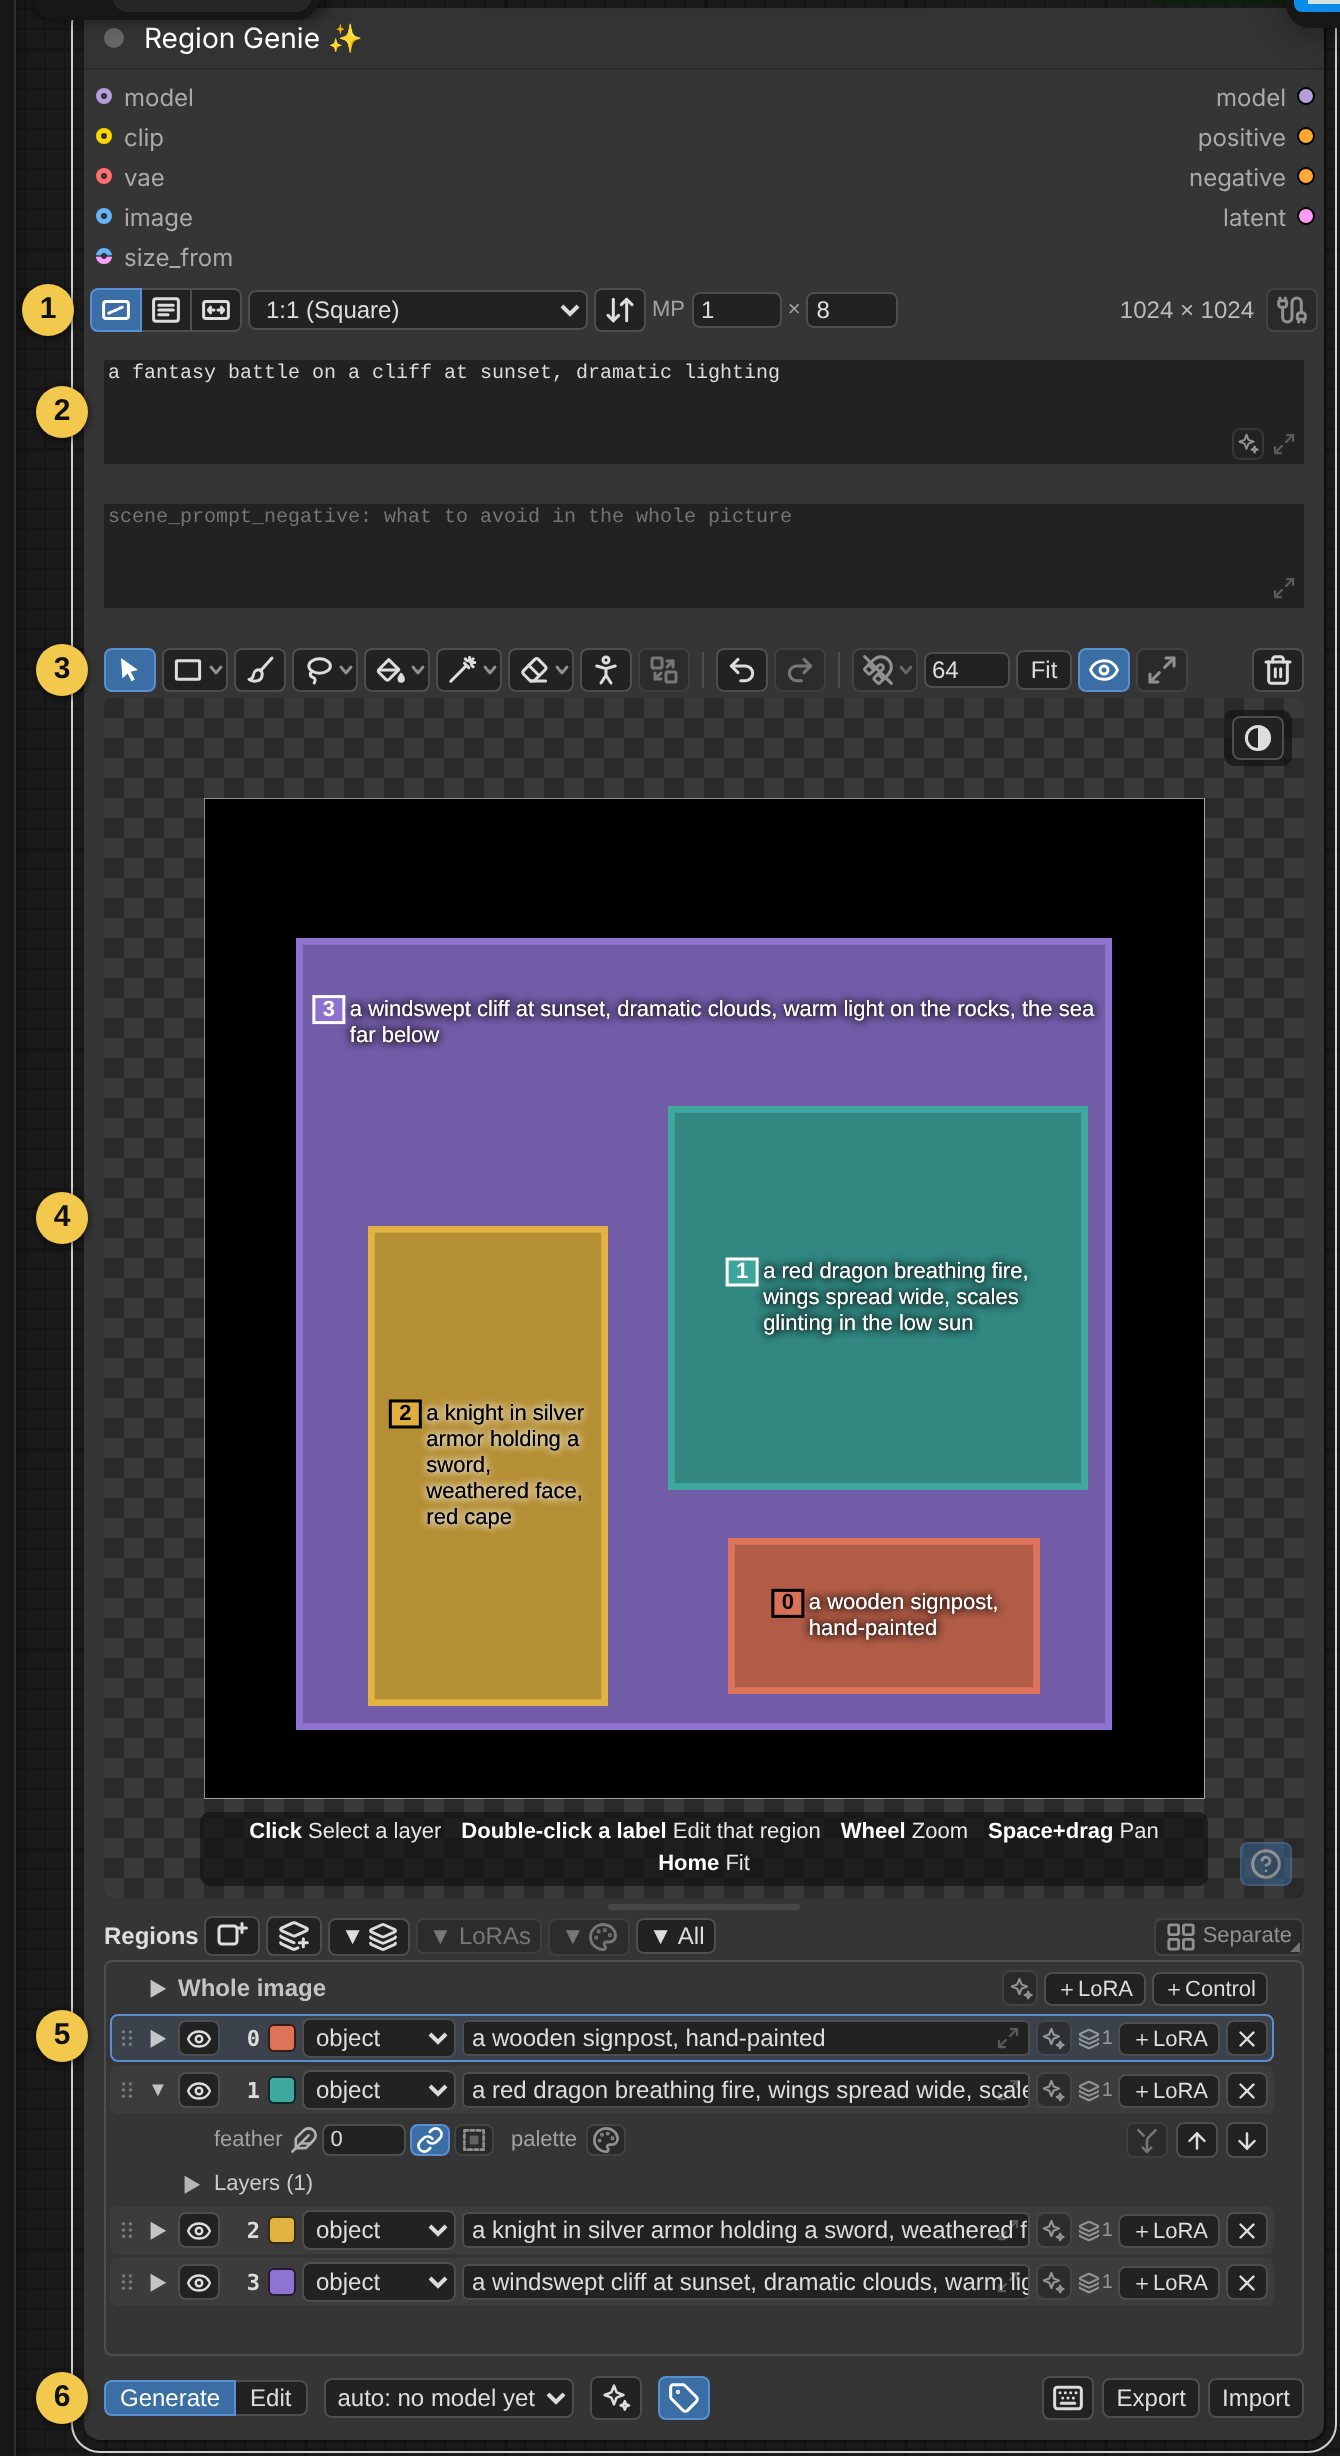 Region Genie ✨
model
model
clip
positive
vae
negative
image
latent
size_from
1
1:1 (Square)
MP 1 × 8
1024 × 1024
2
a fantasy battle on a cliff at sunset, dramatic lighting
scene_prompt_negative: what to avoid in the whole picture
3
64
Fit
4
3 a windswept cliff at sunset, dramatic clouds, warm light on the rocks, the sea
far below
1 a red dragon breathing fire,
wings spread wide, scales
glinting in the low sun
2 a knight in silver
armor holding a
sword,
weathered face,
red cape
0 a wooden signpost,
hand-painted
Click Select a layer Double-click a label Edit that region Wheel Zoom Space+drag Pan
Home Fit
Regions
▼ LoRAs
▼ All
Separate
Whole image
+LoRA
+Control
5
0 object a wooden signpost, hand-painted 1 +LoRA
1 object a red dragon breathing fire, wings spread wide, scale 1 +LoRA
feather 0 palette
Layers (1)
2 object a knight in silver armor holding a sword, weathered f 1 +LoRA
3 object a windswept cliff at sunset, dramatic clouds, warm lig 1 +LoRA
6
Generate Edit auto: no model yet Export Import